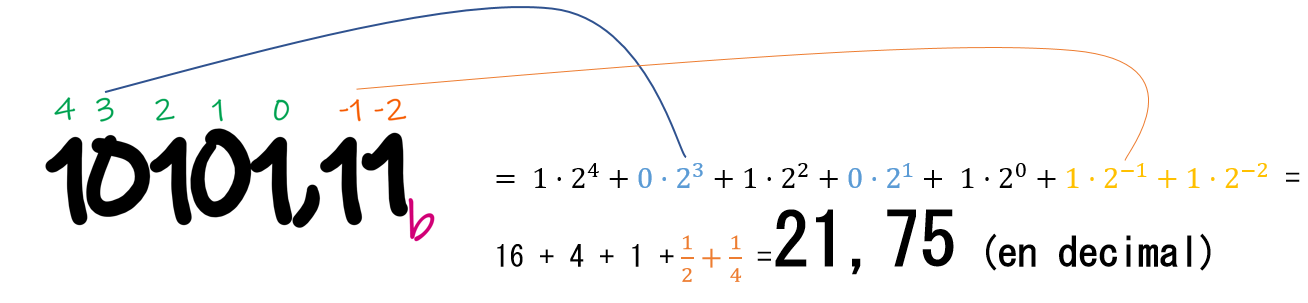 4 3 2 1 0 -1 -2
10101,11b
= 1 · 2⁴ + 0 · 2³ + 1 · 2² + 0 · 2¹ + 1 · 2⁰ + 1 · 2⁻¹ + 1 · 2⁻² =
16 + 4 + 1 + 1/2 + 1/4 = 21, 75 (en decimal)